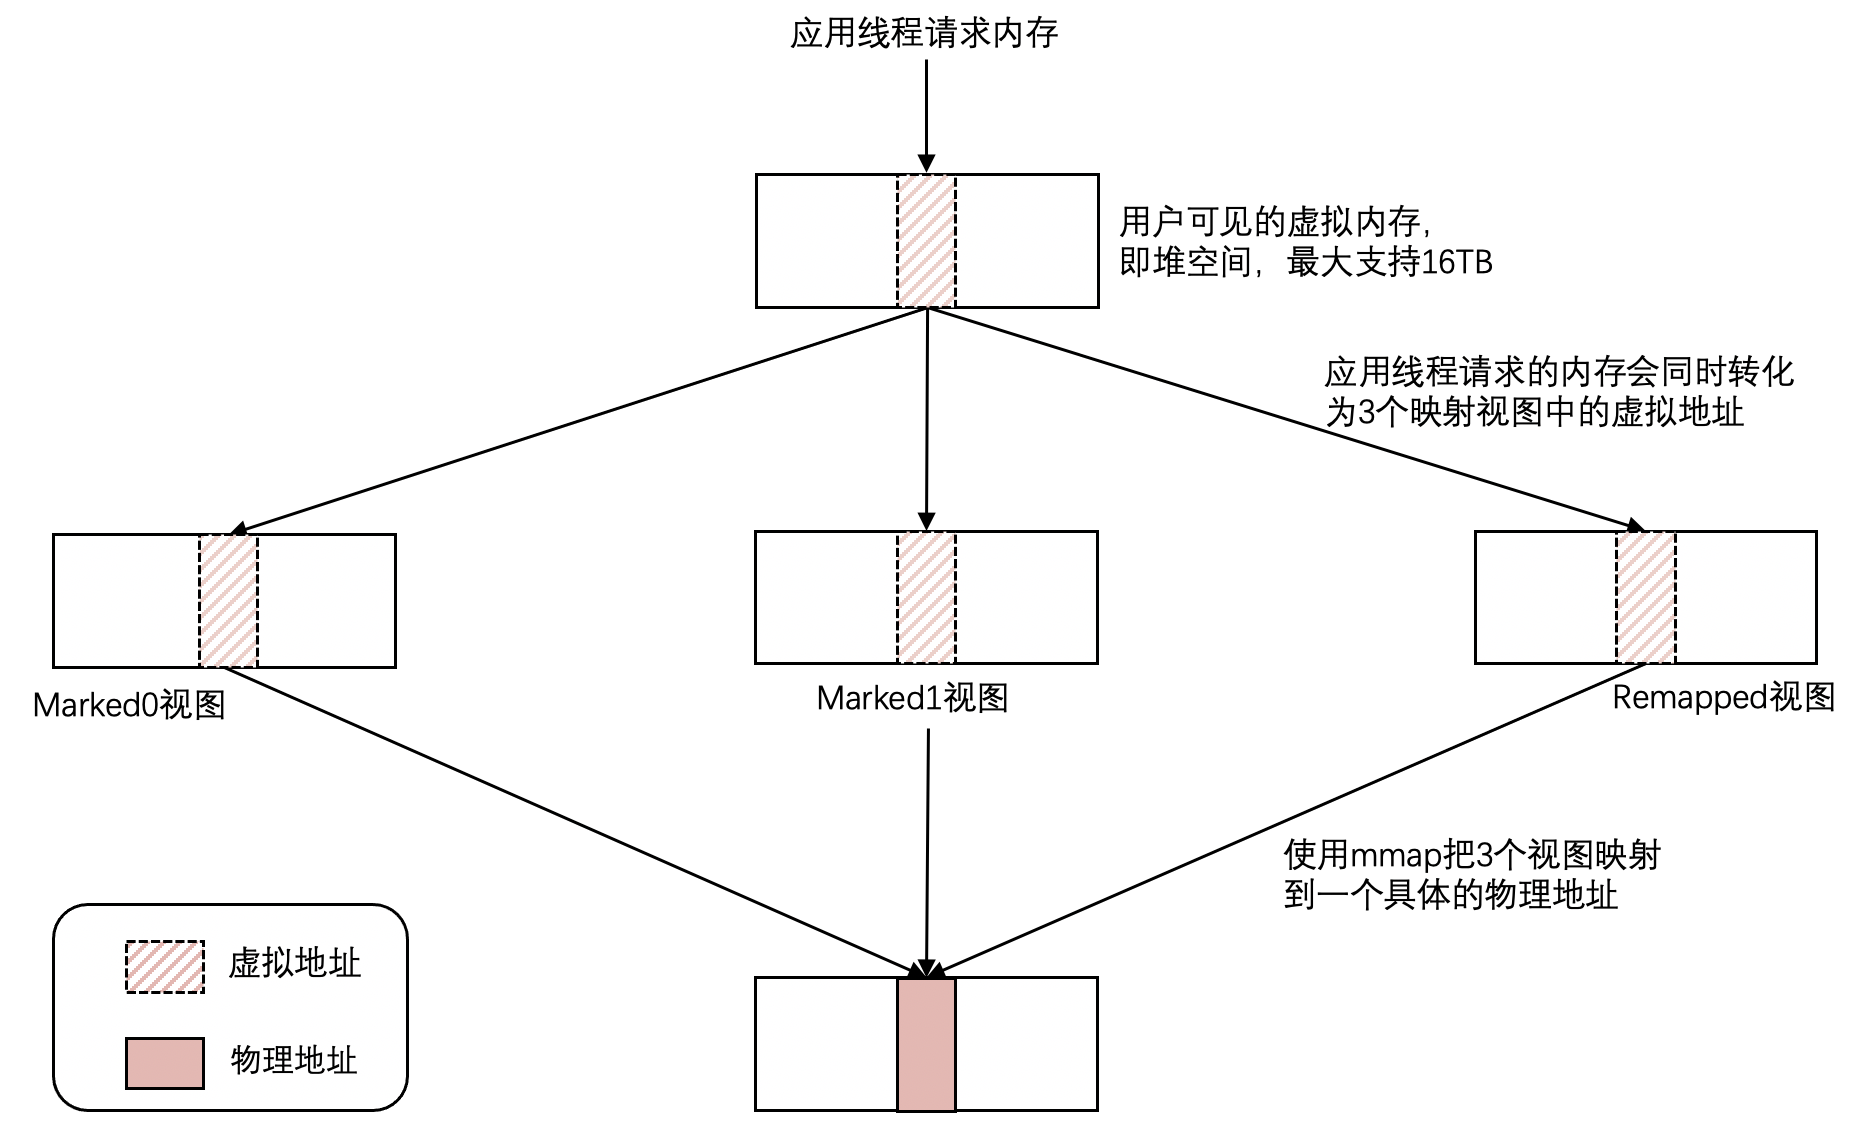 应用线程请求内存
用户可见的虚拟内存，
即堆空间，最大支持16TB
应用线程请求的内存会同时转化
为3个映射视图中的虚拟地址
Marked0视图
Marked1视图
Remapped视图
使用mmap把3个视图映射
到一个具体的物理地址
虚拟地址
物理地址